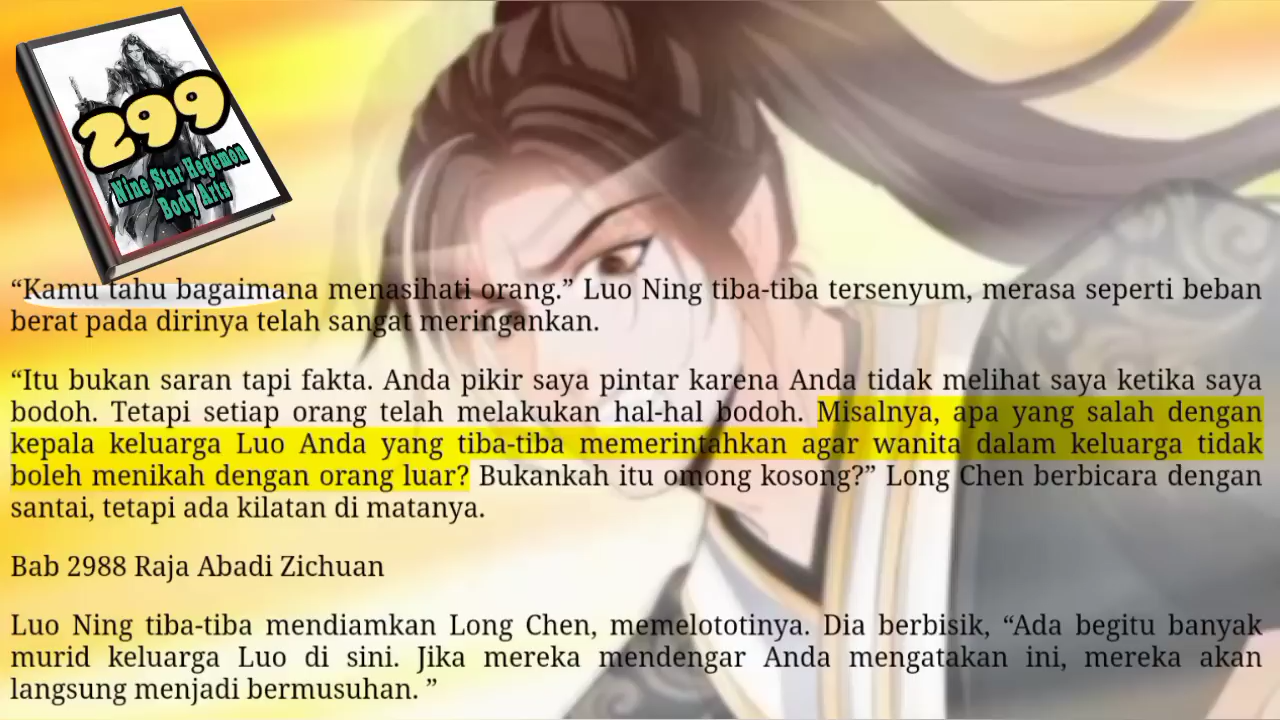 299
Nine Star Hegemon
Body Arts
“Kamu tahu bagaimana menasihati orang.” Luo Ning tiba-tiba tersenyum, merasa seperti beban
berat pada dirinya telah sangat meringankan.
“Itu bukan saran tapi fakta. Anda pikir saya pintar karena Anda tidak melihat saya ketika saya
bodoh. Tetapi setiap orang telah melakukan hal-hal bodoh. Misalnya, apa yang salah dengan
kepala keluarga Luo Anda yang tiba-tiba memerintahkan agar wanita dalam keluarga tidak
boleh menikah dengan orang luar? Bukankah itu omong kosong?” Long Chen berbicara dengan
santai, tetapi ada kilatan di matanya.
Bab 2988 Raja Abadi Zichuan
Luo Ning tiba-tiba mendiamkan Long Chen, memelototinya. Dia berbisik, “Ada begitu banyak
murid keluarga Luo di sini. Jika mereka mendengar Anda mengatakan ini, mereka akan
langsung menjadi bermusuhan. ”